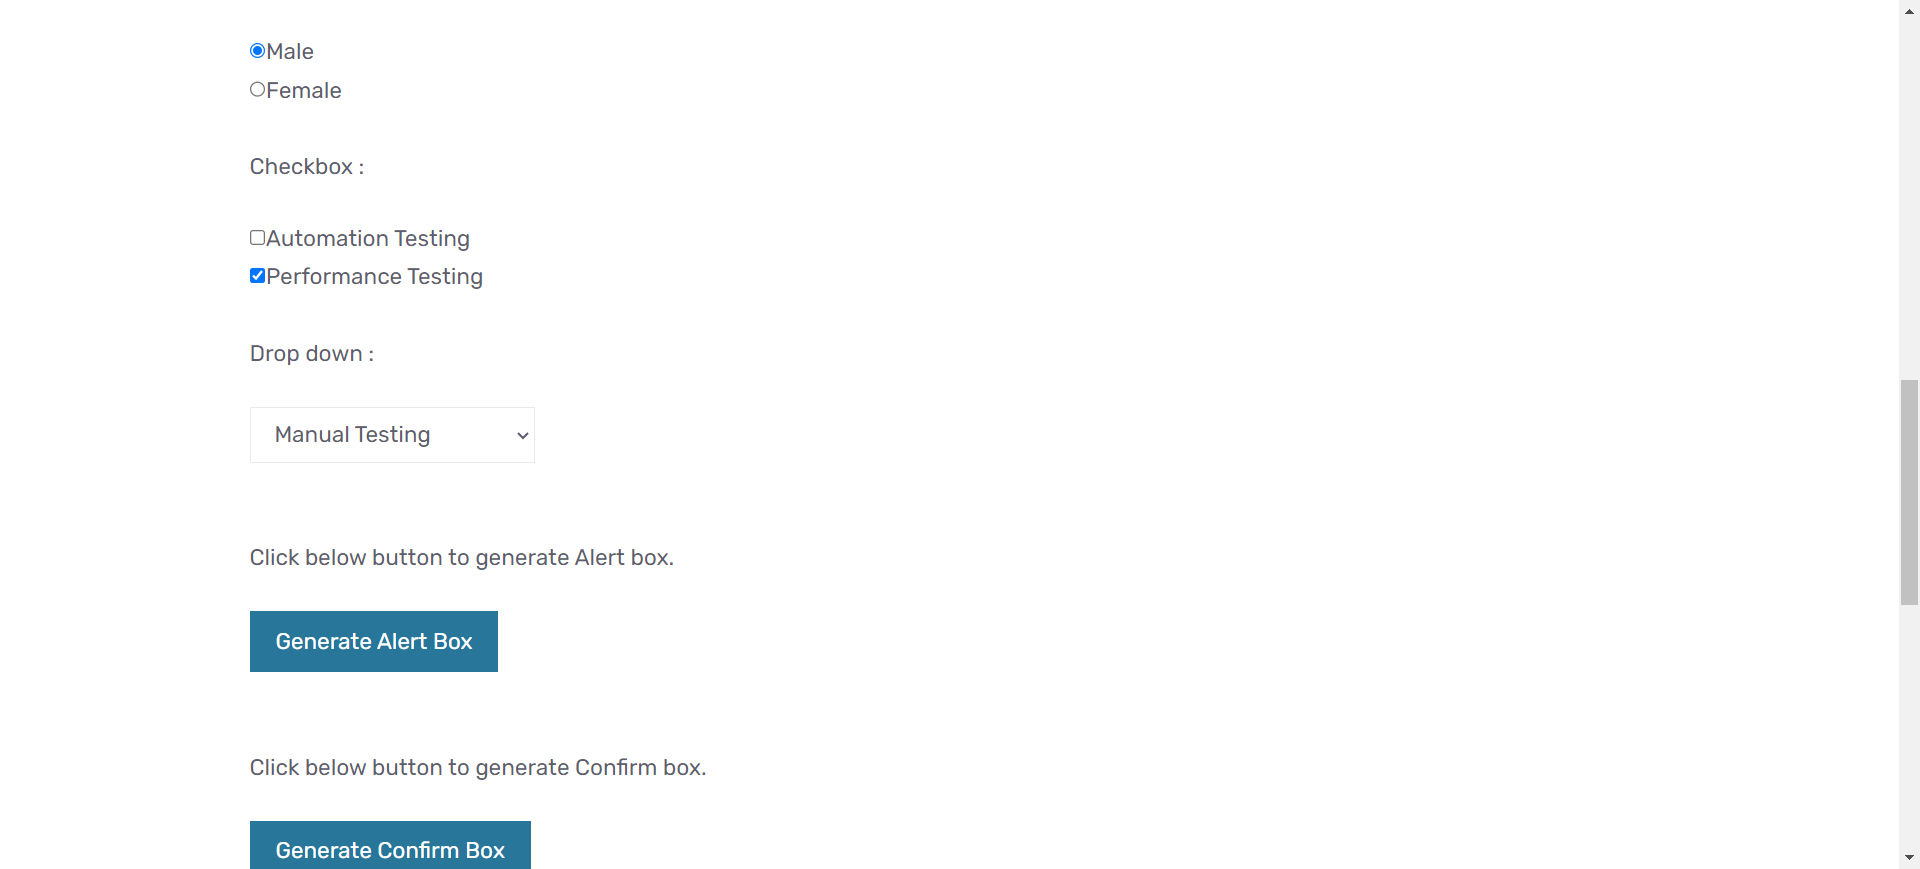 Male
Female
Checkbox :
Automation Testing
Performance Testing
Drop down :
Manual Testing
Click below button to generate Alert box.
Generate Alert Box
Click below button to generate Confirm box.
Generate Confirm Box